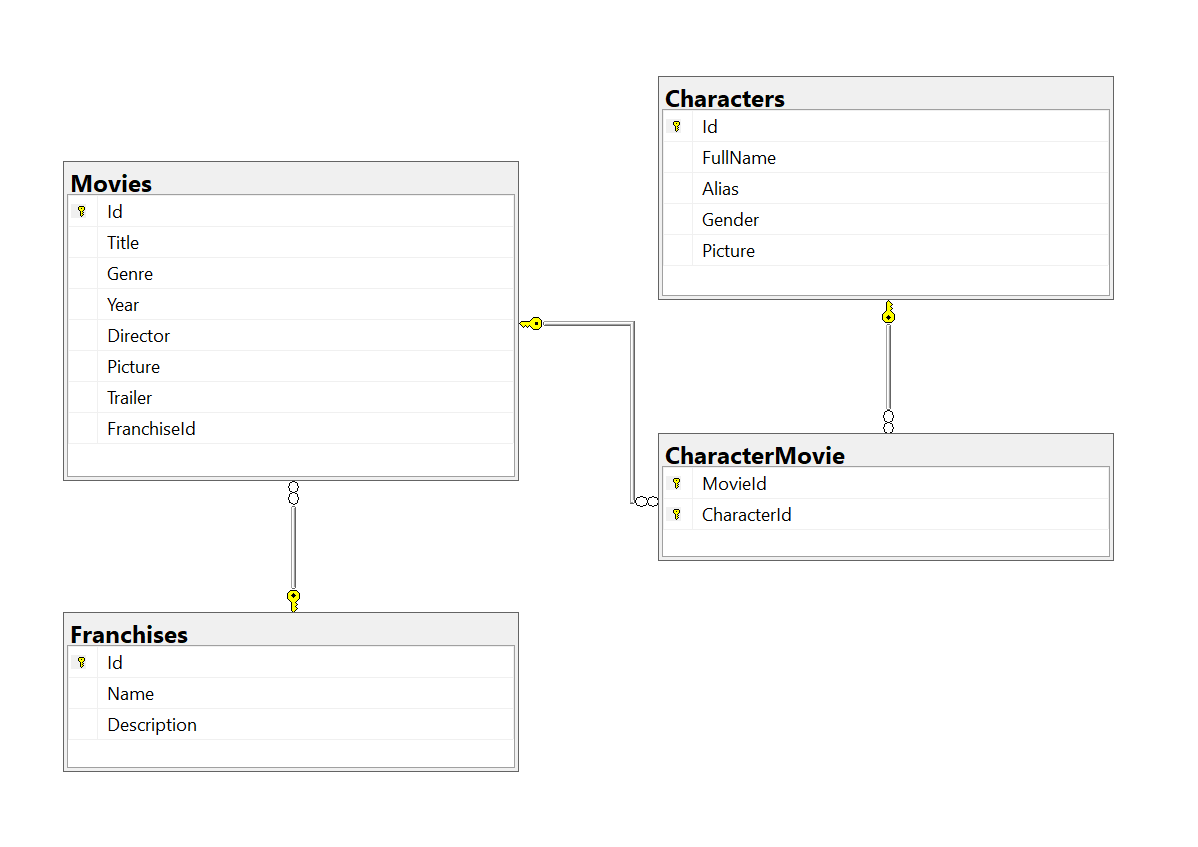 Movies
Id
Title
Genre
Year
Director
Picture
Trailer
FranchiseId
Franchises
Id
Name
Description
Characters
Id
FullName
Alias
Gender
Picture
CharacterMovie
MovieId
CharacterId